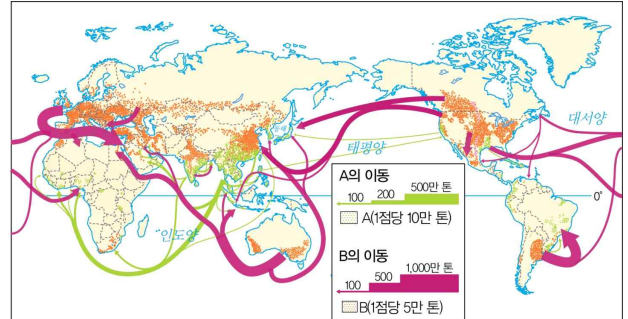 대서양
태평양
0°
인도양
A의 이동
500만 톤
200
100
A(1점당 10만 톤)
B의 이동
1,000만 톤
500
100
B(1점당 5만 톤)